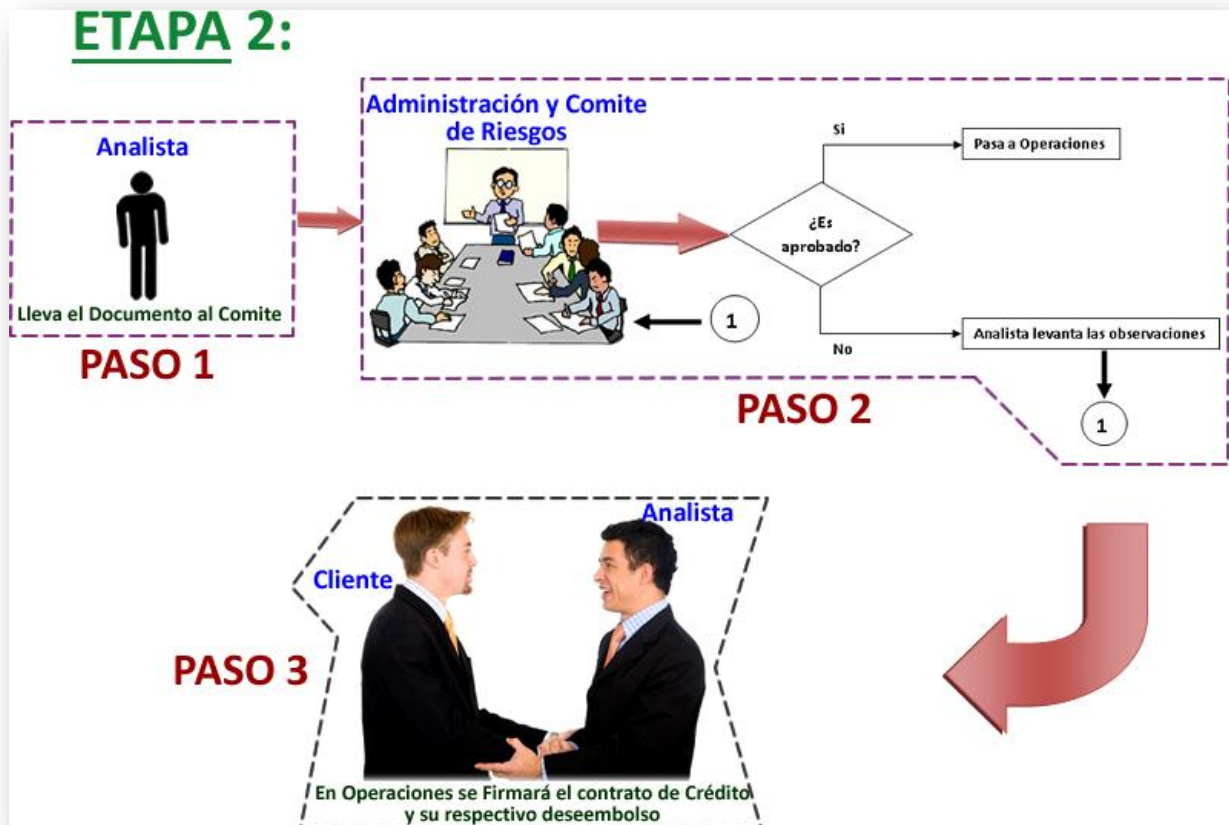 ETAPA 2:
Analista
Lleva el Documento al Comite
PASO 1
Administración y Comite
de Riesgos
1
¿Es
aprobado?
Si
Pasa a Operaciones
No
Analista levanta las observaciones
1
PASO 2
Analista
Cliente
PASO 3
En Operaciones se Firmará el contrato de Crédito
y su respectivo deseembolso